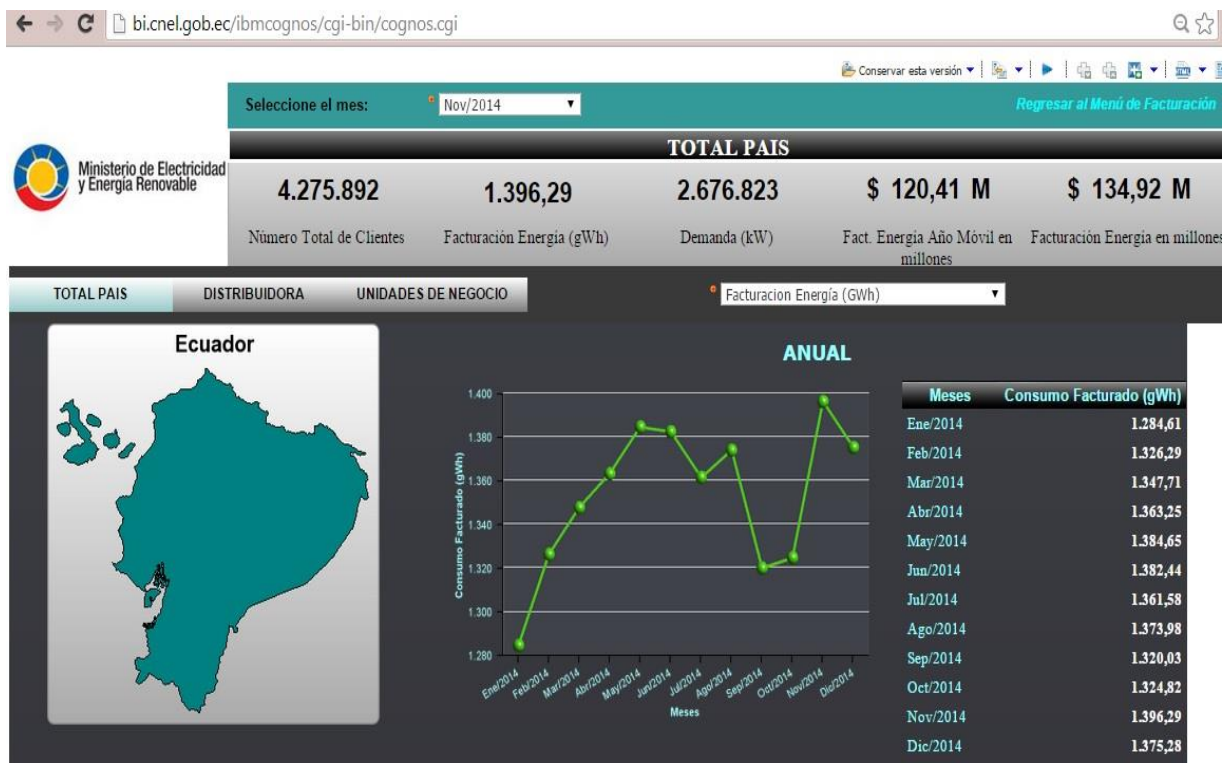 bi.cnel.gob.ec/ibmcognos/cgi-bin/cognos.cgi
Conservar esta versión
Seleccione el mes:
Nov/2014
Regresar al Menú de Facturación
Ministerio de Electricidad
y Energía Renovable
TOTAL PAIS
4.275.892
1.396,29
2.676.823
$ 120,41 M
$ 134,92 M
Número Total de Clientes
Facturación Energía (gWh)
Demanda (kW)
Fact. Energía Año Móvil en
millones
Facturación Energía en millones
TOTAL PAIS
DISTRIBUIDORA
UNIDADES DE NEGOCIO
Facturacion Energía (GWh)
Ecuador
ANUAL
Consumo Facturado (gWh)
1.400
1.380
1.360
1.340
1.320
1.300
1.280
Ene/2014
Feb/2014
Mar/2014
Abr/2014
May/2014
Jun/2014
Jul/2014
Ago/2014
Sep/2014
Oct/2014
Nov/2014
Dic/2014
Meses
Meses Consumo Facturado (gWh)
Ene/2014 1.284,61
Feb/2014 1.326,29
Mar/2014 1.347,71
Abr/2014 1.363,25
May/2014 1.384,65
Jun/2014 1.382,44
Jul/2014 1.361,58
Ago/2014 1.373,98
Sep/2014 1.320,03
Oct/2014 1.324,82
Nov/2014 1.396,29
Dic/2014 1.375,28